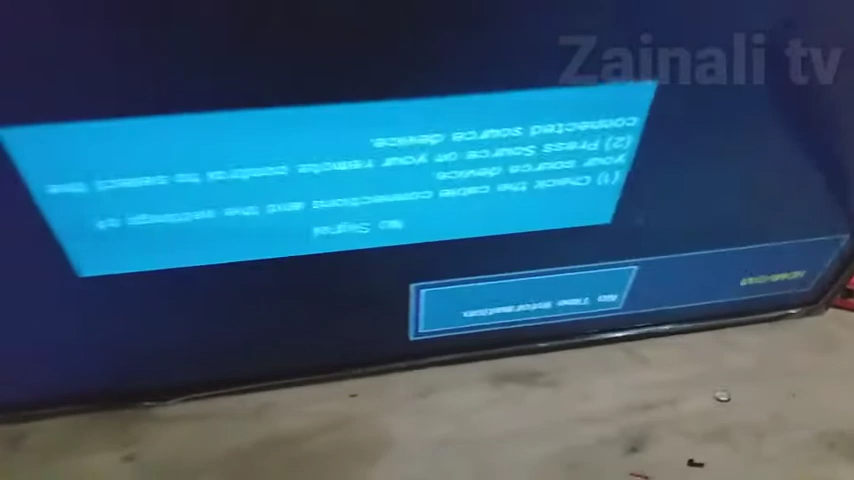 Zainali tv
HDMI1/DVI
No Time Information
No Signal
(1) Check the cable connections and the settings of
your source device.
(2) Press Source on your remote control to select the
connected source device.